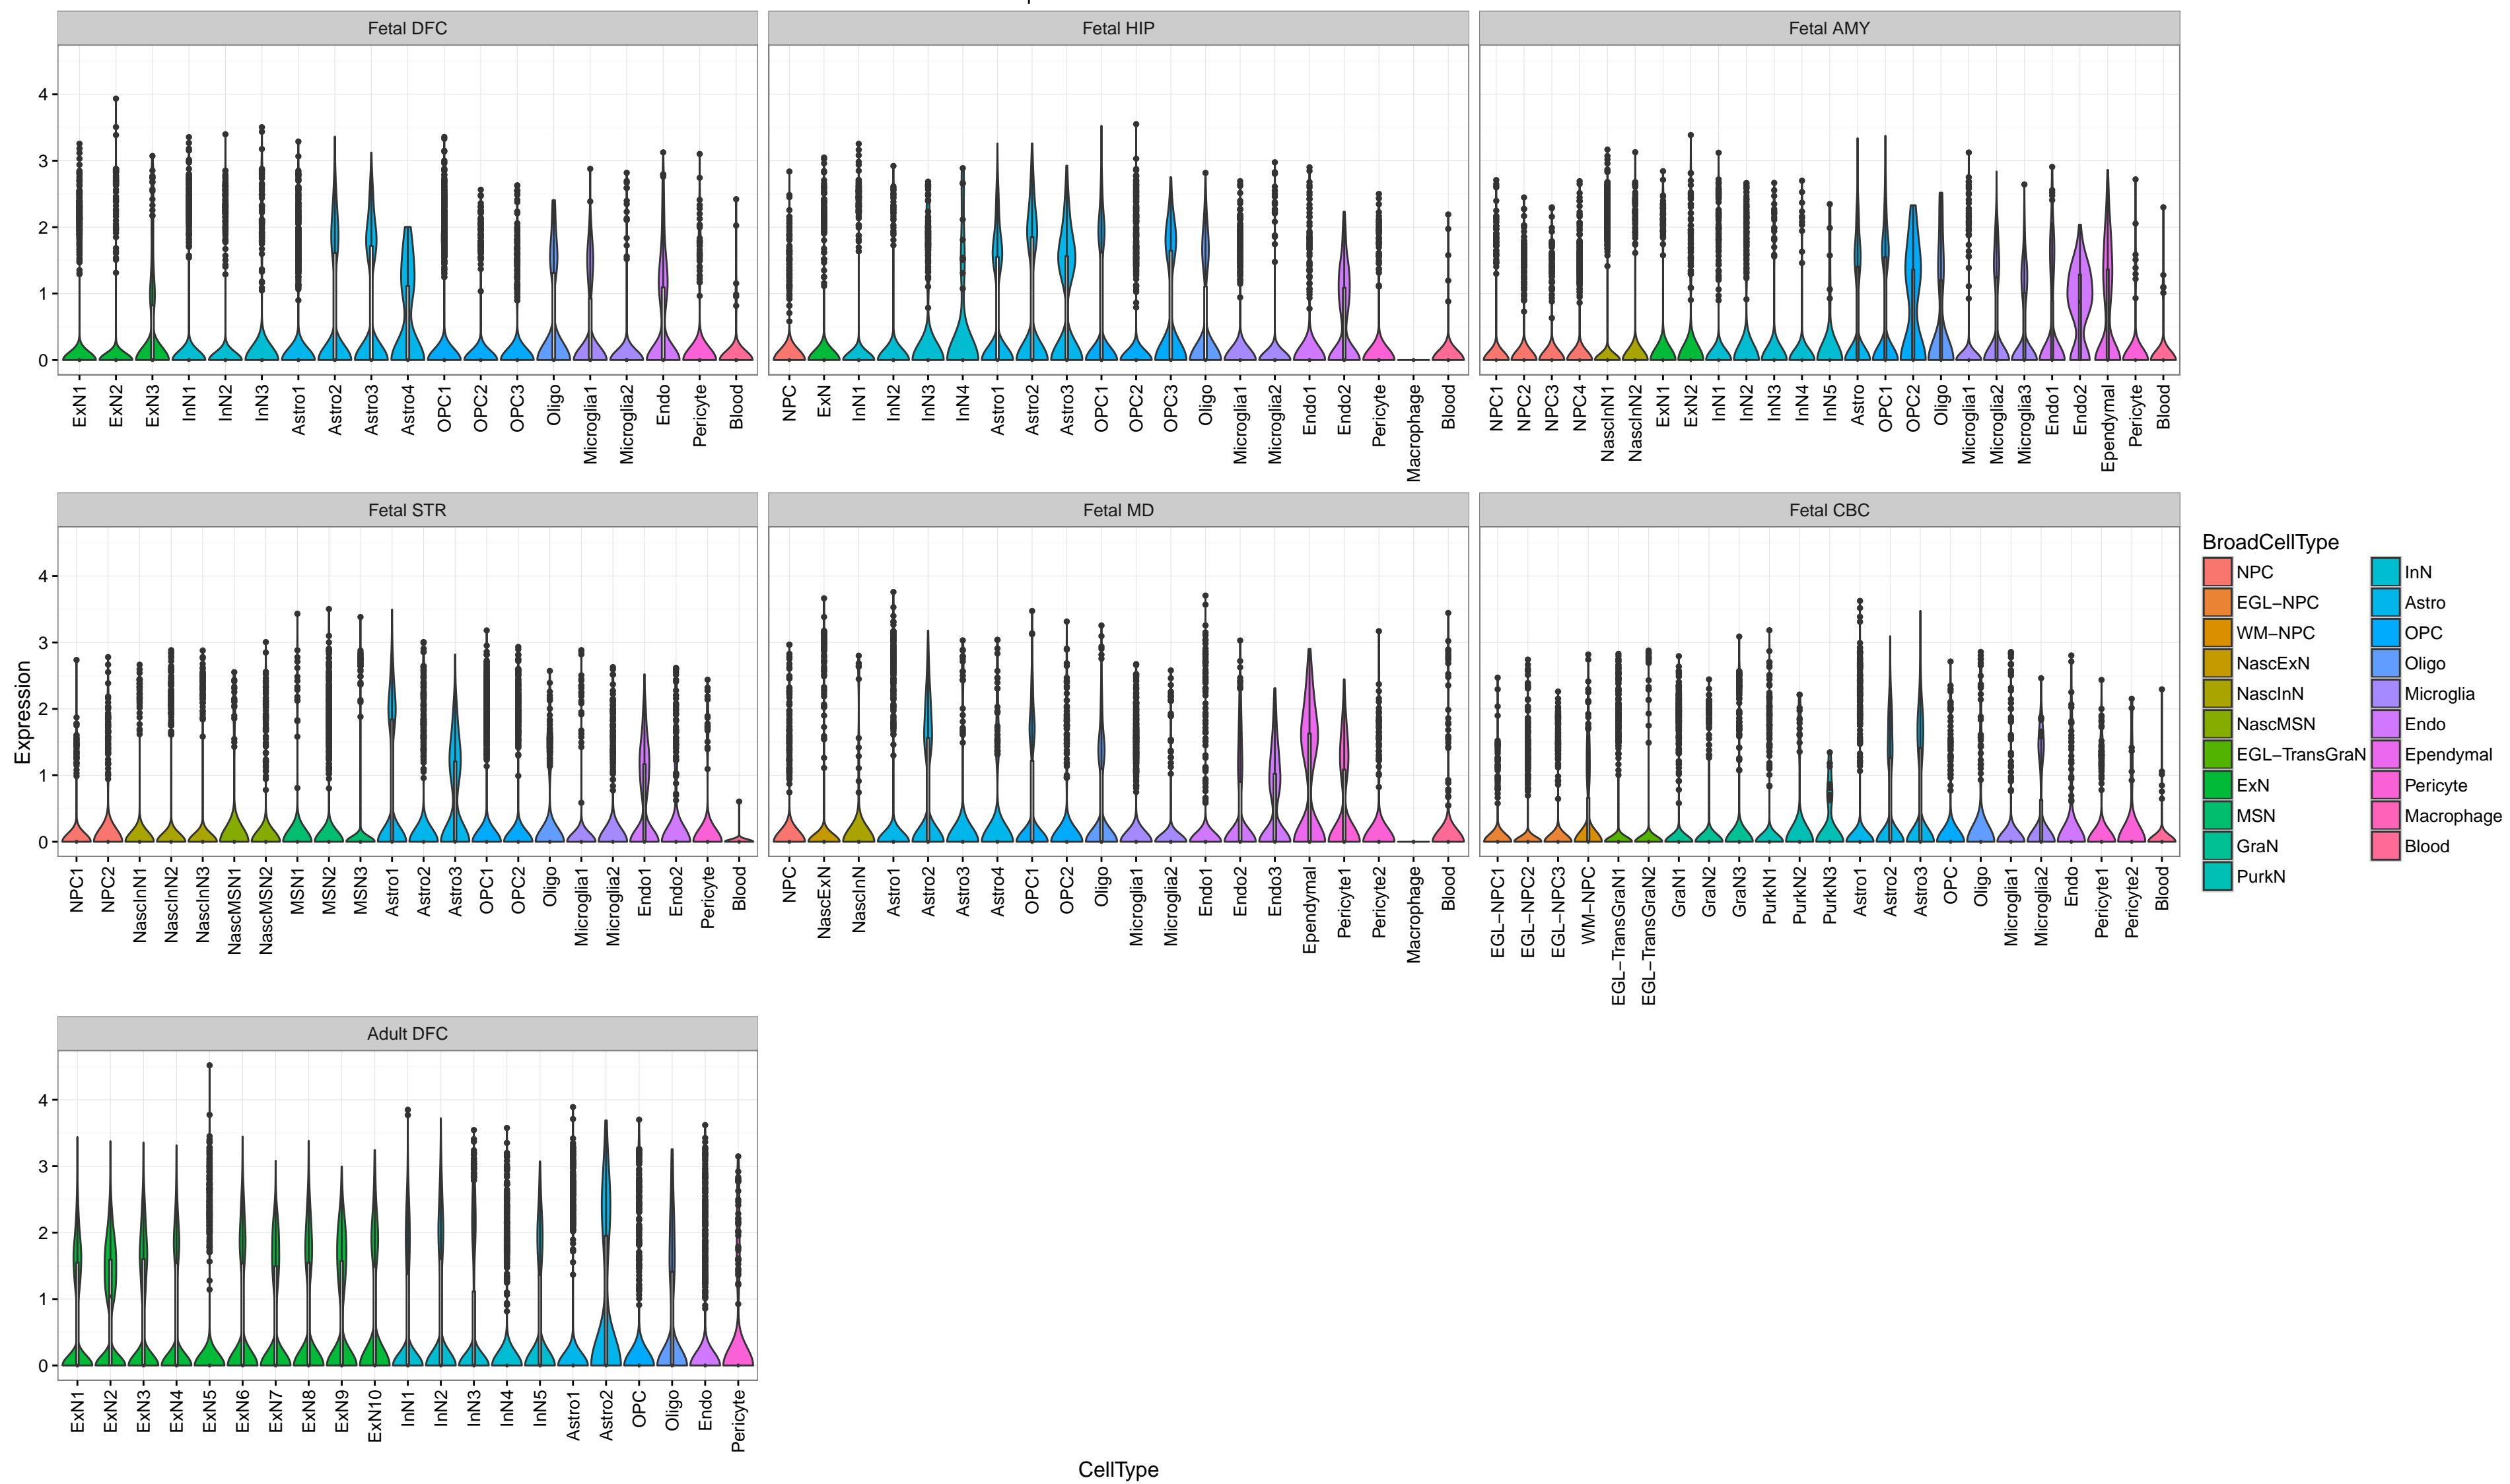 Fetal DFC
Fetal HIP
Fetal AMY
4
3
2
1
0
ExN1
ExN2
ExN3
InN1
InN2
InN3
Astro1
Astro2
Astro3
Astro4
OPC1
OPC2
OPC3
Oligo
Microglia1
Microglia2
Endo
Pericyte
Blood
NPC
ExN
InN1
InN2
InN3
InN4
Astro1
Astro2
Astro3
OPC1
OPC2
OPC3
Oligo
Microglia1
Microglia2
Endo1
Endo2
Pericyte
Macrophage
Blood
NPC1
NPC2
NPC3
NPC4
NascInN1
NascInN2
ExN1
ExN2
InN1
InN2
InN3
InN4
InN5
Astro
OPC1
OPC2
Oligo
Microglia1
Microglia2
Microglia3
Endo1
Endo2
Ependymal
Pericyte
Blood
Fetal STR
Fetal MD
Fetal CBC
Expression
4
3
2
1
0
NPC1
NPC2
NascInN1
NascInN2
NascInN3
NascMSN1
NascMSN2
MSN1
MSN2
MSN3
Astro1
Astro2
Astro3
OPC1
OPC2
Oligo
Microglia1
Microglia2
Endo1
Endo2
Pericyte
Blood
NPC
NascExN
NascInN
Astro1
Astro2
Astro3
Astro4
OPC1
OPC2
Oligo
Microglia1
Microglia2
Endo1
Endo2
Endo3
Ependymal
Pericyte1
Pericyte2
Macrophage
Blood
EGL−NPC1
EGL−NPC2
EGL−NPC3
WM−NPC
EGL−TransGraN1
EGL−TransGraN2
GraN1
GraN2
GraN3
PurkN1
PurkN2
PurkN3
Astro1
Astro2
Astro3
OPC
Oligo
Microglia1
Microglia2
Endo
Pericyte1
Pericyte2
Blood
BroadCellType
NPC
EGL−NPC
WM−NPC
NascExN
NascInN
NascMSN
EGL−TransGraN
ExN
MSN
GraN
PurkN
InN
Astro
OPC
Oligo
Microglia
Endo
Ependymal
Pericyte
Macrophage
Blood
Adult DFC
4
3
2
1
0
ExN1
ExN2
ExN3
ExN4
ExN5
ExN6
ExN7
ExN8
ExN9
ExN10
InN1
InN2
InN3
InN4
InN5
Astro1
Astro2
OPC
Oligo
Endo
Pericyte
CellType